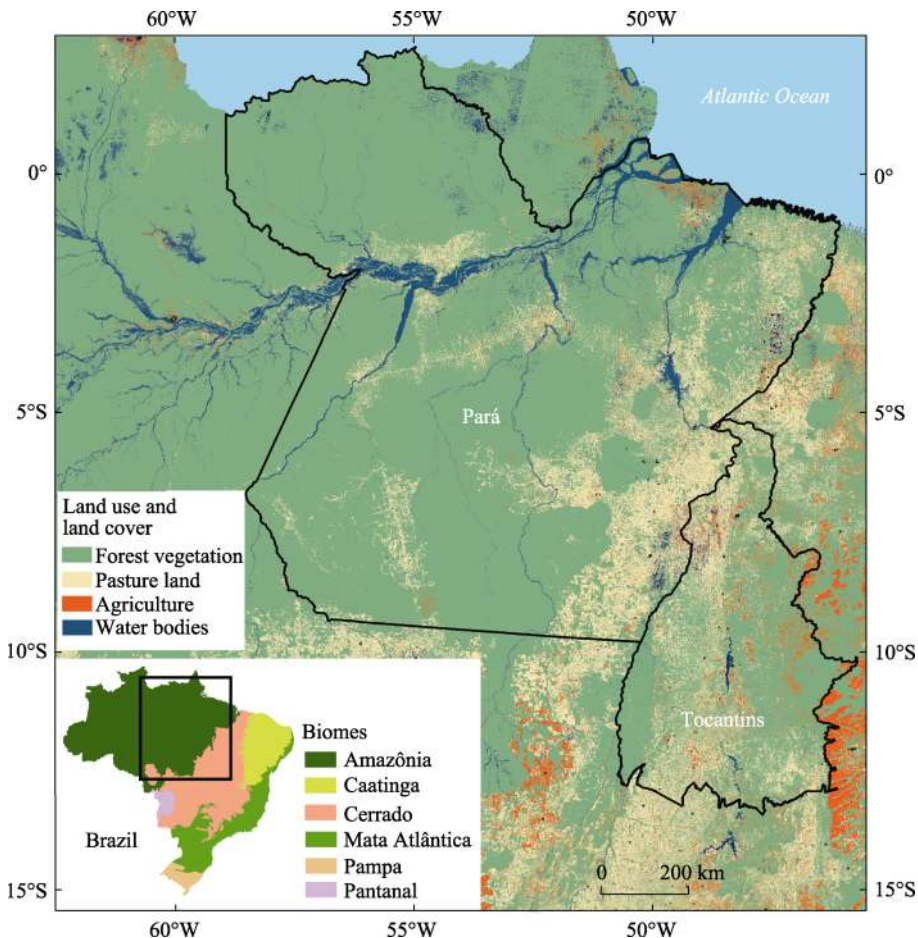 60°W 55°W 50°W
Atlantic Ocean
0° 0°
Pará
5°S 5°S
Land use and
land cover
Forest vegetation
Pasture land
Agriculture
Water bodies
10°S 10°S
Tocantins
Biomes
Amazônia
Caatinga
Cerrado
Mata Atlântica
Pampa
Pantanal
Brazil
0 200 km
15°S 15°S
60°W 55°W 50°W